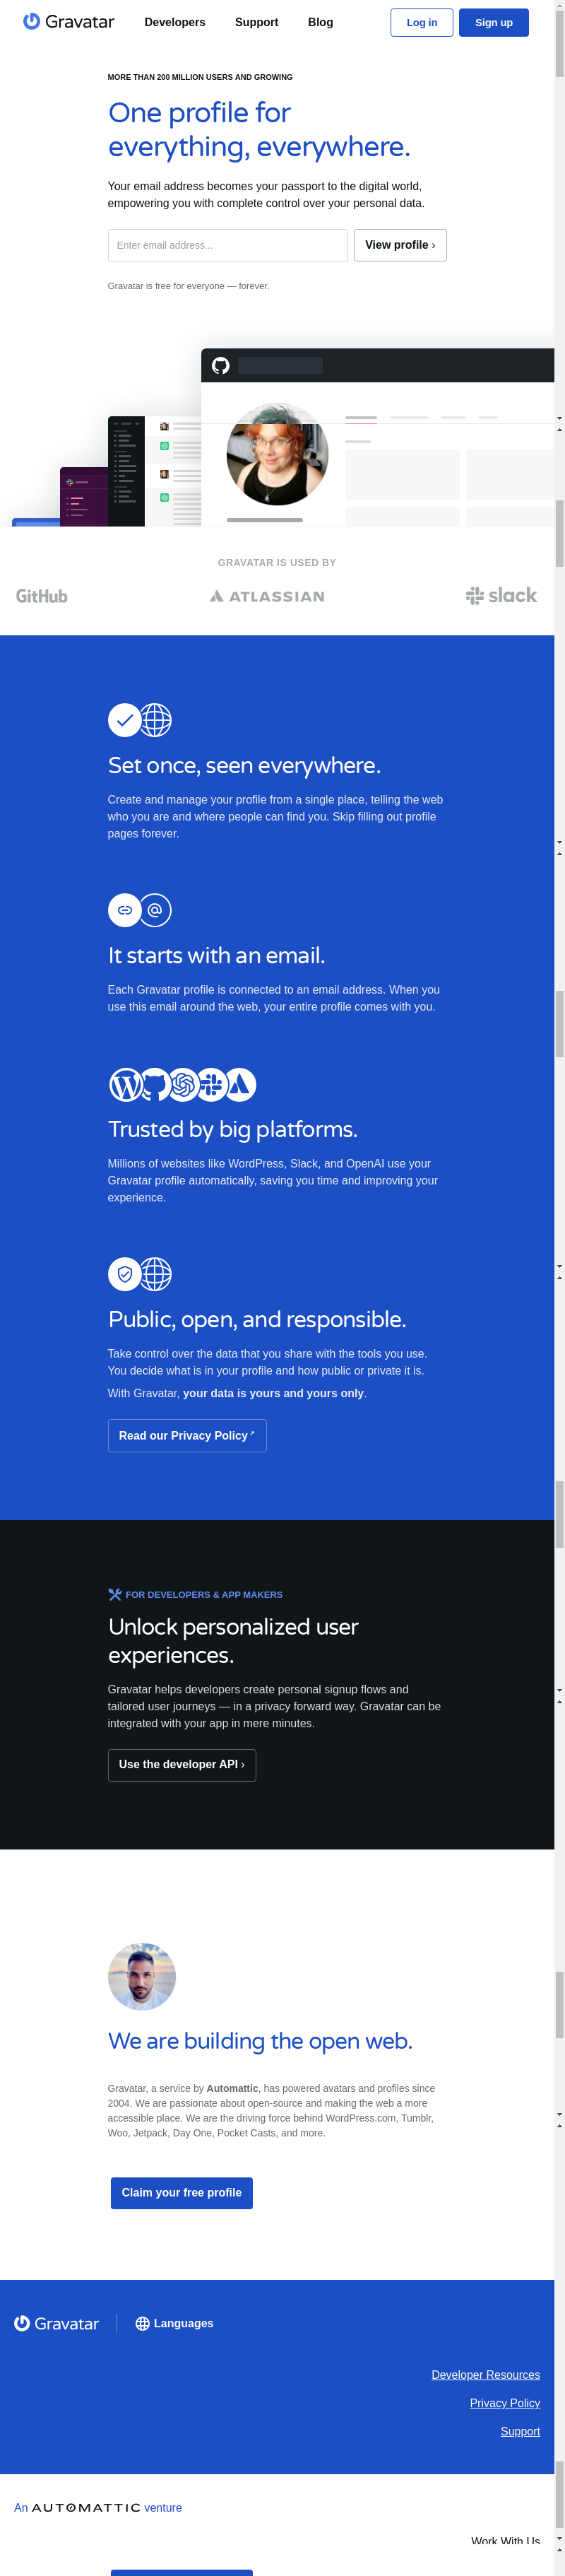 Gravatar Developers Support Blog Log in Sign up
MORE THAN 200 MILLION USERS AND GROWING
One profile for
everything, everywhere.
Your email address becomes your passport to the digital world,
empowering you with complete control over your personal data.
Enter email address... View profile ›
Gravatar is free for everyone — forever.
GRAVATAR IS USED BY
GitHub ATLASSIAN slack
Set once, seen everywhere.
Create and manage your profile from a single place, telling the web
who you are and where people can find you. Skip filling out profile
pages forever.
It starts with an email.
Each Gravatar profile is connected to an email address. When you
use this email around the web, your entire profile comes with you.
Trusted by big platforms.
Millions of websites like WordPress, Slack, and OpenAI use your
Gravatar profile automatically, saving you time and improving your
experience.
Public, open, and responsible.
Take control over the data that you share with the tools you use.
You decide what is in your profile and how public or private it is.
With Gravatar, your data is yours and yours only.
Read our Privacy Policy↗
FOR DEVELOPERS & APP MAKERS
Unlock personalized user
experiences.
Gravatar helps developers create personal signup flows and
tailored user journeys — in a privacy forward way. Gravatar can be
integrated with your app in mere minutes.
Use the developer API ›
We are building the open web.
Gravatar, a service by Automattic, has powered avatars and profiles since
2004. We are passionate about open-source and making the web a more
accessible place. We are the driving force behind WordPress.com, Tumblr,
Woo, Jetpack, Day One, Pocket Casts, and more.
Claim your free profile
Gravatar Languages
Developer Resources
Privacy Policy
Support
An AUTOMATTIC venture
Work With Us